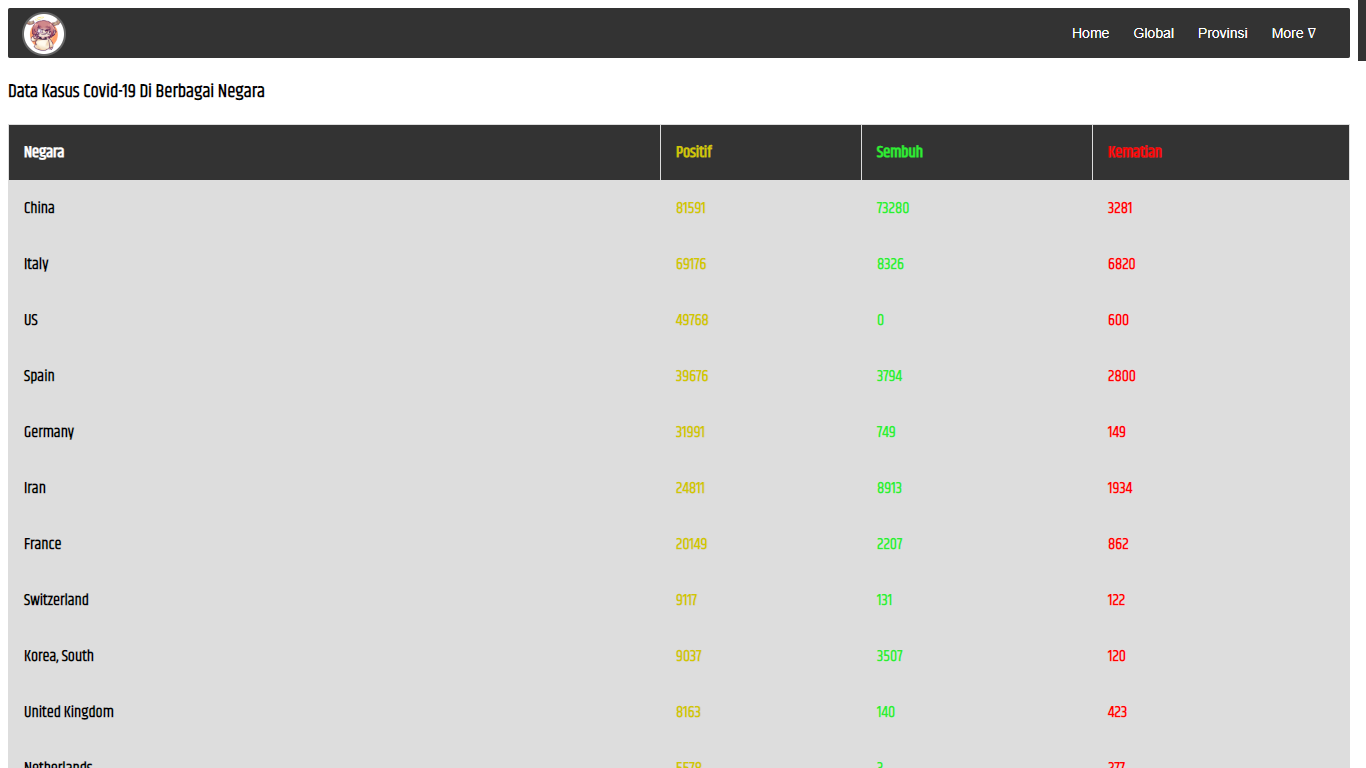 Home Global Provinsi More ∇
Data Kasus Covid-19 Di Berbagai Negara
Negara Positif Sembuh Kematian
China 81591 73280 3281
Italy 69176 8326 6820
US 49768 0 600
Spain 39676 3794 2800
Germany 31991 749 149
Iran 24811 8913 1934
France 20149 2207 862
Switzerland 9117 131 122
Korea, South 9037 3507 120
United Kingdom 8163 140 423
Netherlands 277